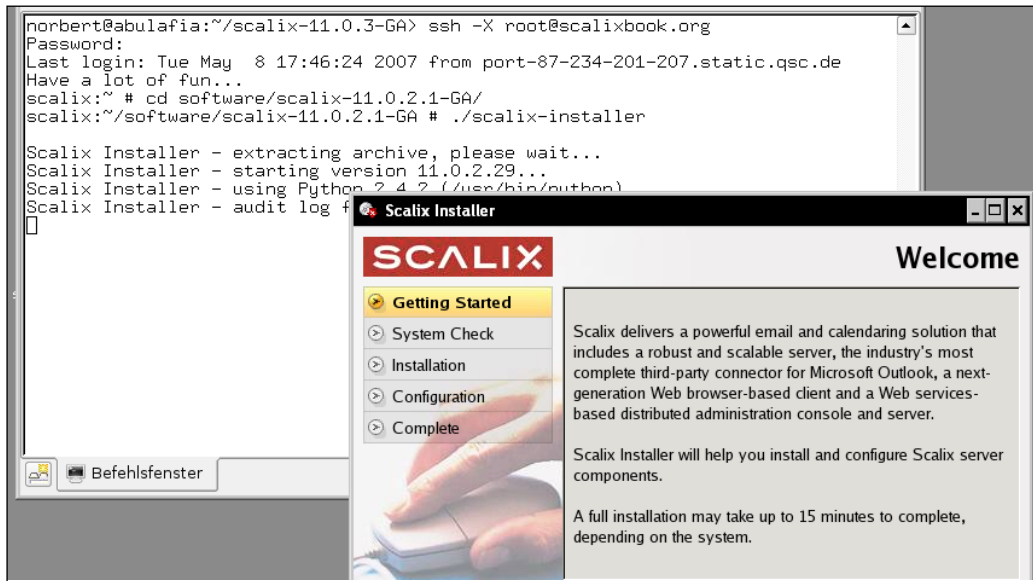 norbert@abulafia:~/scalix-11.0.3-GA> ssh -X root@scalixbook.org
Password:
Last login: Tue May  8 17:46:24 2007 from port-87-234-201-207.static.qsc.de
Have a lot of fun...
scalix:~ # cd software/scalix-11.0.2.1-GA/
scalix:~/software/scalix-11.0.2.1-GA # ./scalix-installer
Scalix Installer - extracting archive, please wait...
Scalix Installer - starting version 11.0.2.29...
Scalix Installer - using Python 2.4.2 (/usr/bin/python)
Scalix Installer - audit log f
Befehlsfenster
Scalix Installer
SCALIX
Welcome
Getting Started
System Check
Installation
Configuration
Complete
Scalix delivers a powerful email and calendaring solution that
includes a robust and scalable server, the industry's most
complete third-party connector for Microsoft Outlook, a next-
generation Web browser-based client and a Web services-
based distributed administration console and server.
Scalix Installer will help you install and configure Scalix server
components.
A full installation may take up to 15 minutes to complete,
depending on the system.